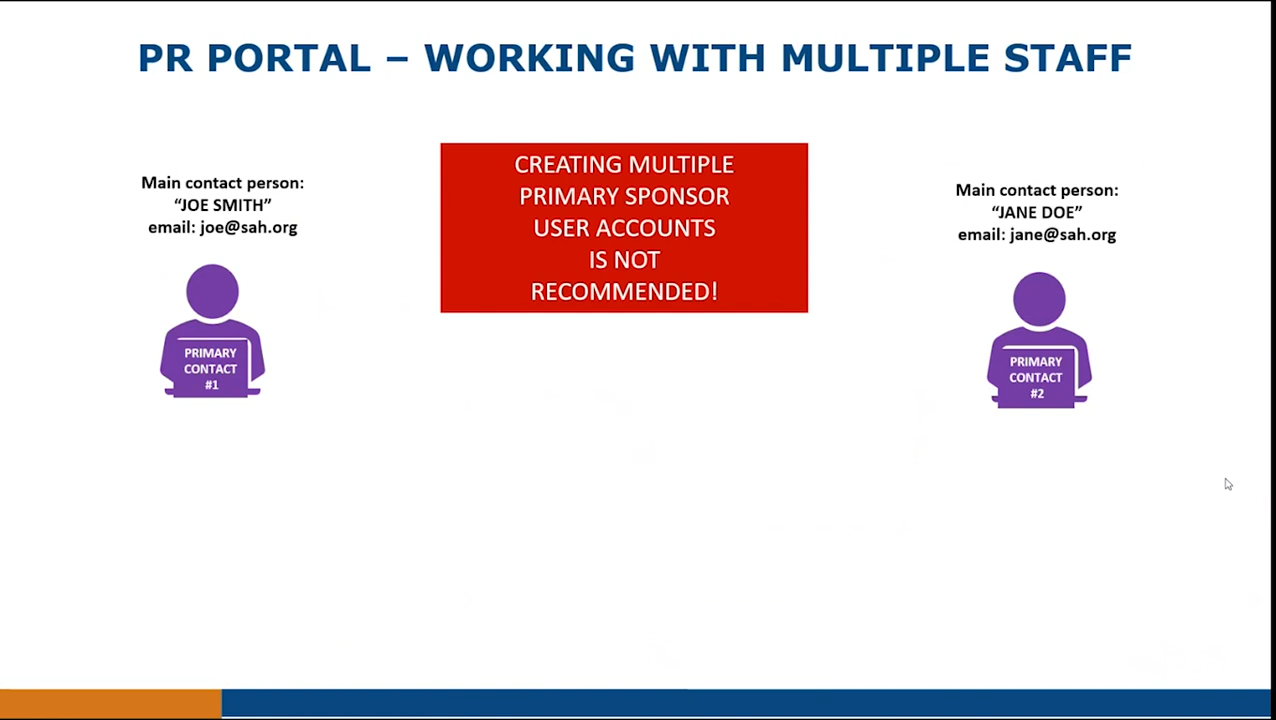 PR PORTAL – WORKING WITH MULTIPLE STAFF
Main contact person:
“JOE SMITH”
email: joe@sah.org
PRIMARY
CONTACT
#1
CREATING MULTIPLE
PRIMARY SPONSOR
USER ACCOUNTS
IS NOT
RECOMMENDED!
Main contact person:
“JANE DOE”
email: jane@sah.org
PRIMARY
CONTACT
#2